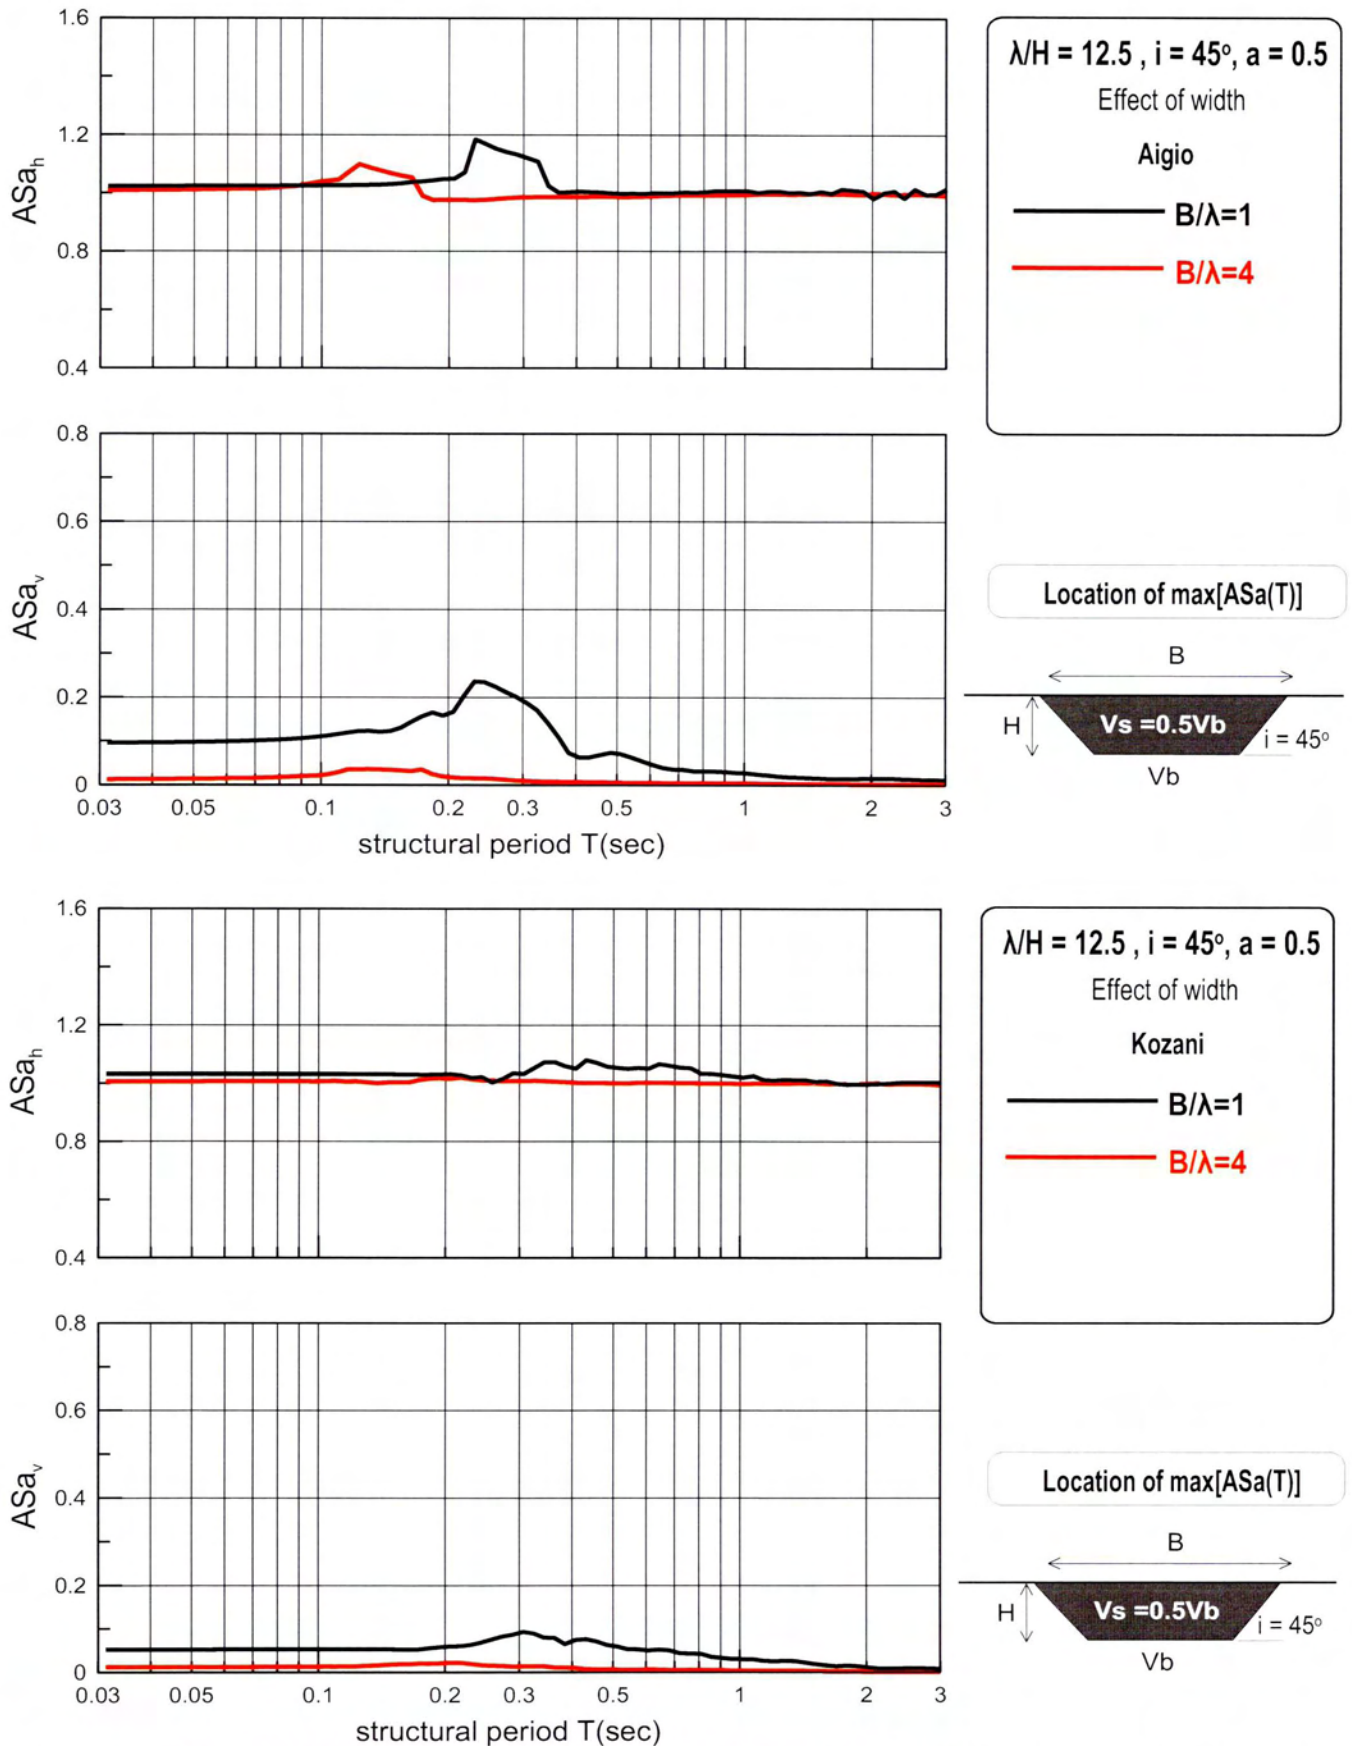 1.6
1.2
0.8
0.4
ASa_h
λ/H = 12.5 , i = 45°, a = 0.5
Effect of width
Aigio
B/λ=1
B/λ=4
0.8
0.6
0.4
0.2
0
ASa_v
0.03 0.05 0.1 0.2 0.3 0.5 1 2 3
structural period T(sec)
Location of max[ASa(T)]
B
H
Vs =0.5Vb
i = 45°
Vb
1.6
1.2
0.8
0.4
ASa_h
λ/H = 12.5 , i = 45°, a = 0.5
Effect of width
Kozani
B/λ=1
B/λ=4
0.8
0.6
0.4
0.2
0
ASa_v
0.03 0.05 0.1 0.2 0.3 0.5 1 2 3
structural period T(sec)
Location of max[ASa(T)]
B
H
Vs =0.5Vb
i = 45°
Vb